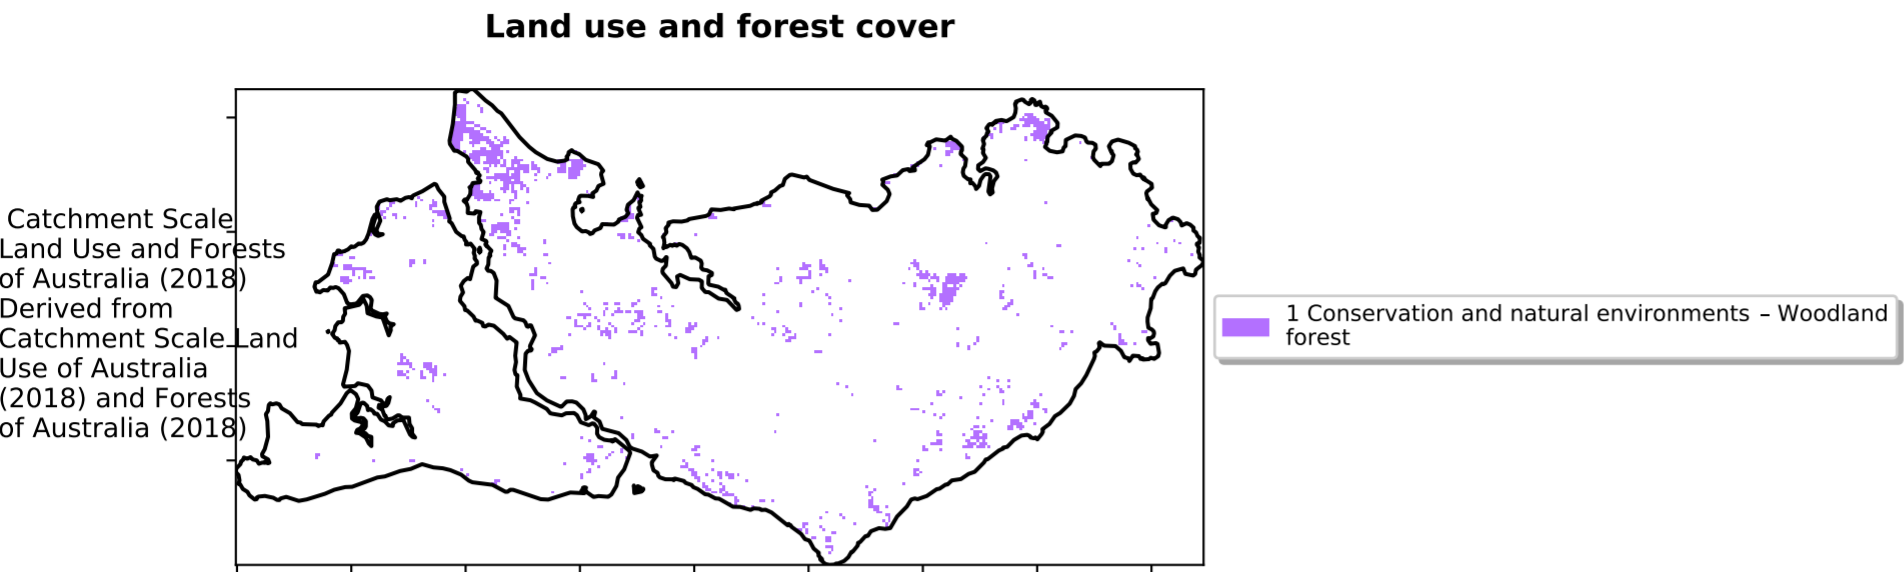 Land use and forest cover
Catchment Scale
Land Use and Forests
of Australia (2018)
Derived from
Catchment Scale Land
Use of Australia
(2018) and Forests
of Australia (2018)
1 Conservation and natural environments – Woodland
forest